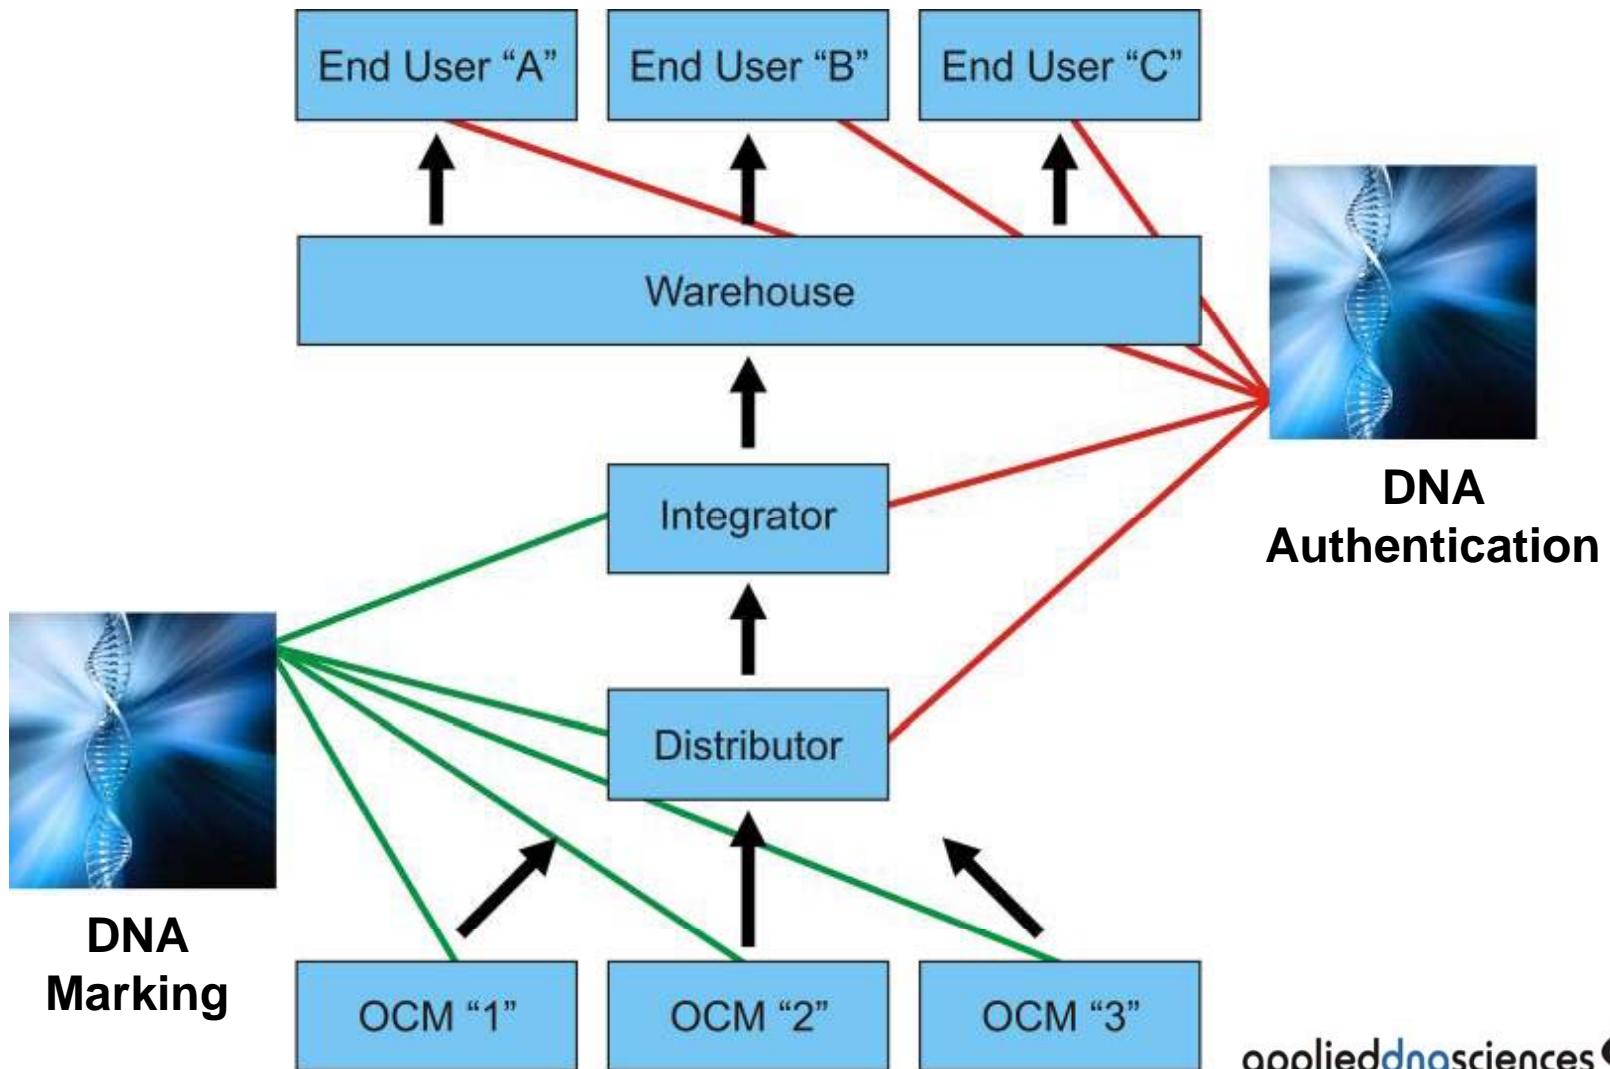 End User “A”
End User “B”
End User “C”
Warehouse
Integrator
DNA
Authentication
Distributor
DNA
Marking
OCM “1”
OCM “2”
OCM “3”
applieddnasciences